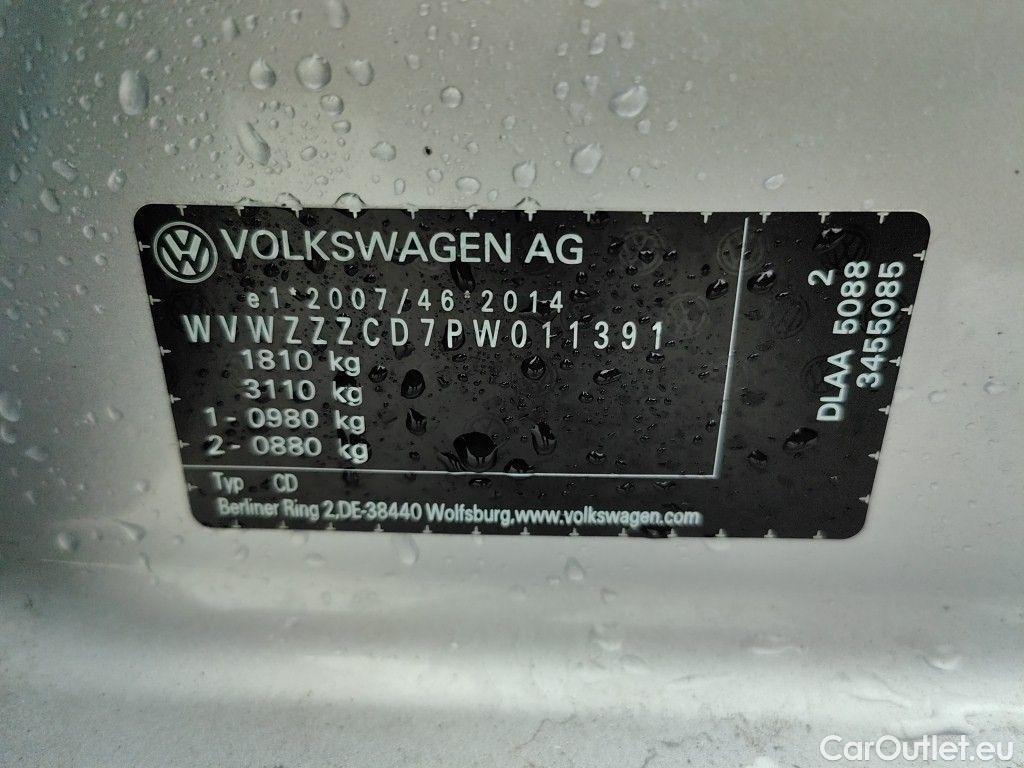 VOLKSWAGEN AG
e1*2007/46*2014
WVWZZZCD7PW011391
1810 kg
3110 kg
1 - 0980 kg
2 - 0880 kg
Typ CD
Berliner Ring 2,DE-38440 Wolfsburg,www.volkswagen.com
2
DLAA 5088
3455085
CarOutlet.eu